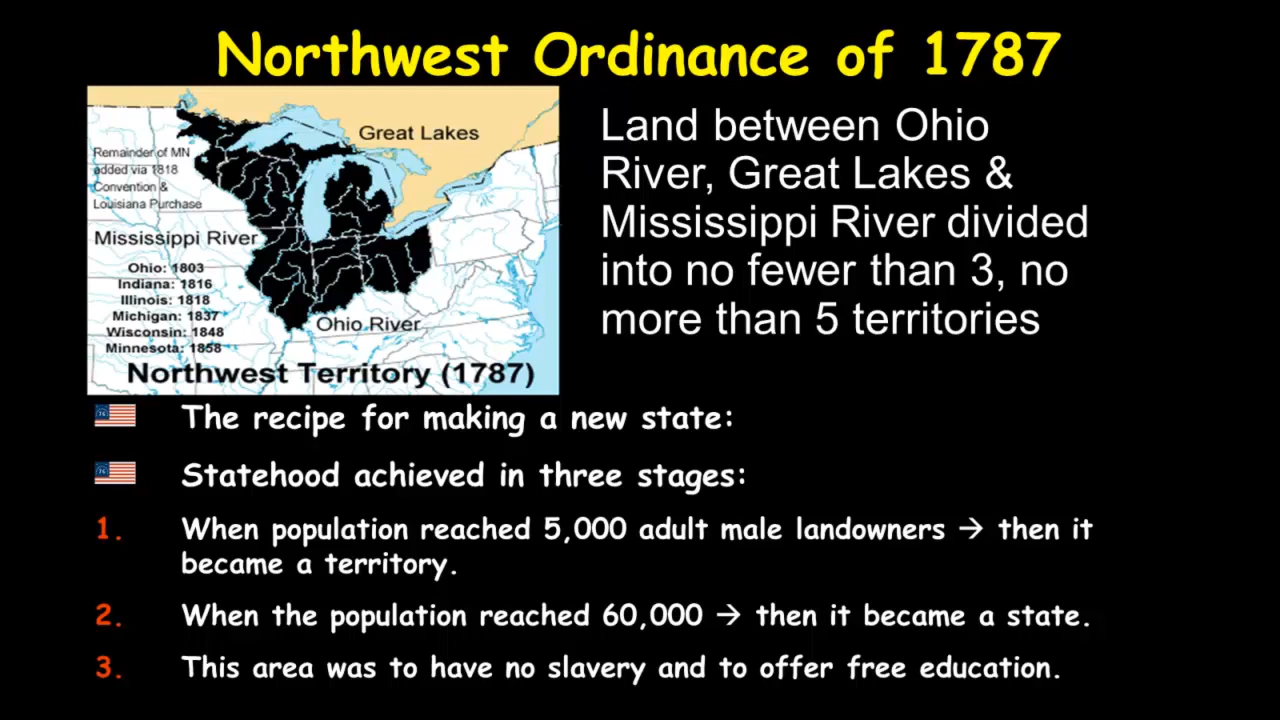 Northwest Ordinance of 1787
Great Lakes
Remainder of MN
added via 1818
Convention &
Louisiana Purchase
Mississippi River
Ohio: 1803
Indiana: 1816
Illinois: 1818
Michigan: 1837
Wisconsin: 1848
Minnesota: 1858
Ohio River
Northwest Territory (1787)
Land between Ohio
River, Great Lakes &
Mississippi River divided
into no fewer than 3, no
more than 5 territories
The recipe for making a new state:
Statehood achieved in three stages:
1. When population reached 5,000 adult male landowners → then it
became a territory.
2. When the population reached 60,000 → then it became a state.
3. This area was to have no slavery and to offer free education.